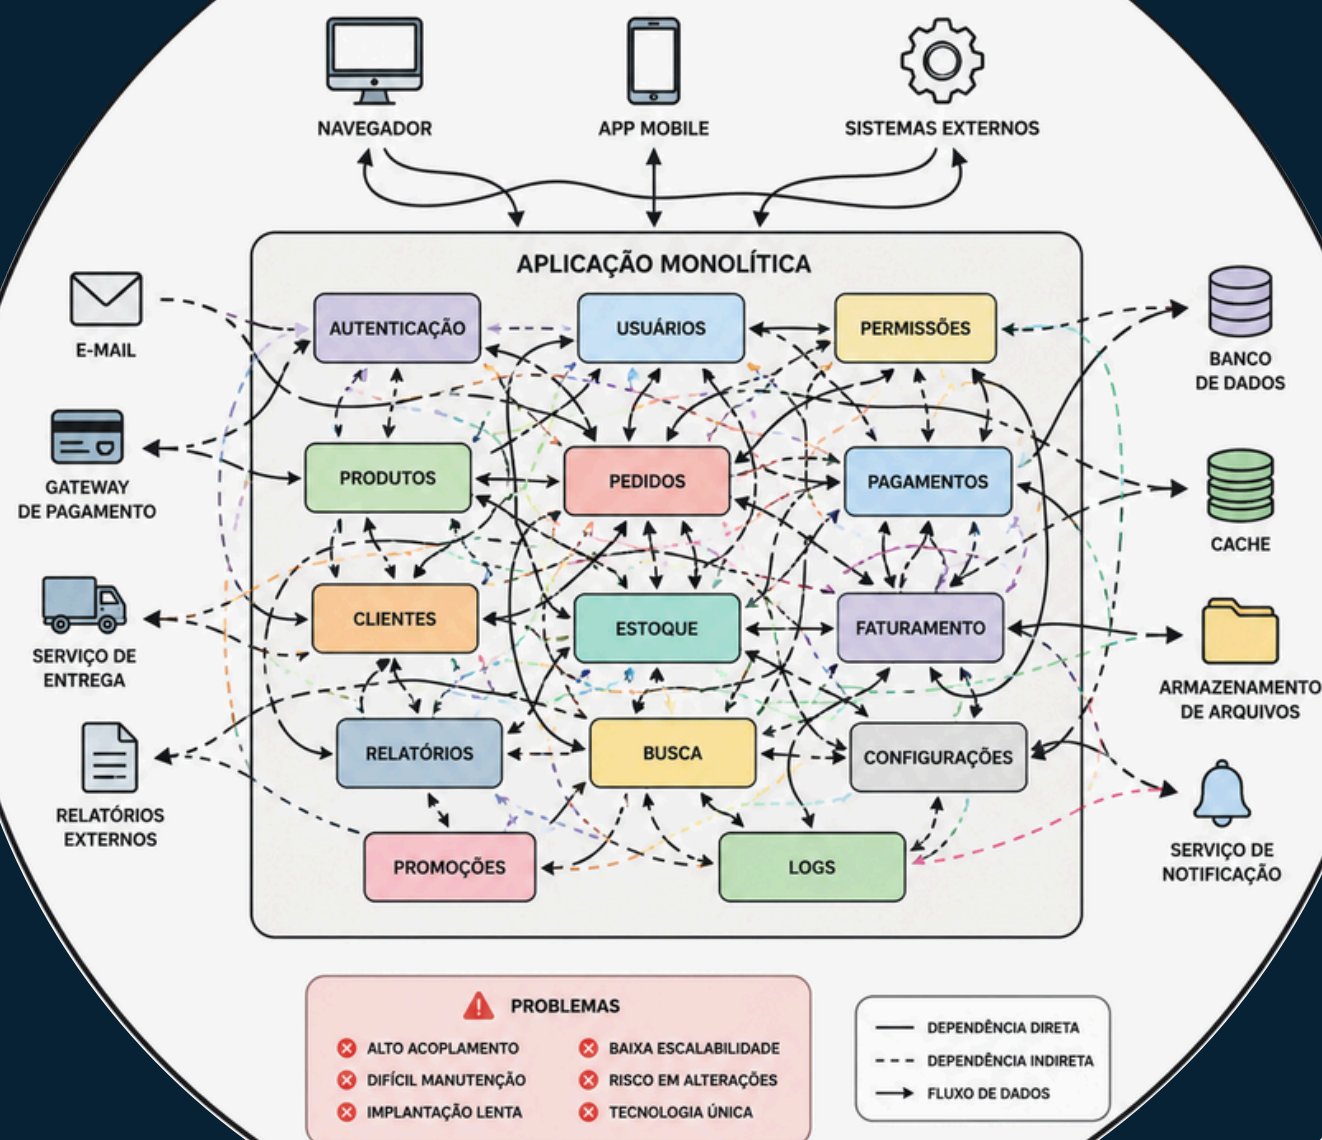 NAVEGADOR
APP MOBILE
SISTEMAS EXTERNOS
APLICAÇÃO MONOLÍTICA
E-MAIL
GATEWAY
DE PAGAMENTO
SERVIÇO DE
ENTREGA
RELATÓRIOS
EXTERNOS
AUTENTICAÇÃO
USUÁRIOS
PERMISSÕES
PRODUTOS
PEDIDOS
PAGAMENTOS
CLIENTES
ESTOQUE
FATURAMENTO
RELATÓRIOS
BUSCA
CONFIGURAÇÕES
PROMOÇÕES
LOGS
BANCO
DE DADOS
CACHE
ARMAZENAMENTO
DE ARQUIVOS
SERVIÇO DE
NOTIFICAÇÃO
PROBLEMAS
ALTO ACOPLAMENTO
DIFÍCIL MANUTENÇÃO
IMPLANTAÇÃO LENTA
BAIXA ESCALABILIDADE
RISCO EM ALTERAÇÕES
TECNOLOGIA ÚNICA
DEPENDÊNCIA DIRETA
DEPENDÊNCIA INDIRETA
FLUXO DE DADOS